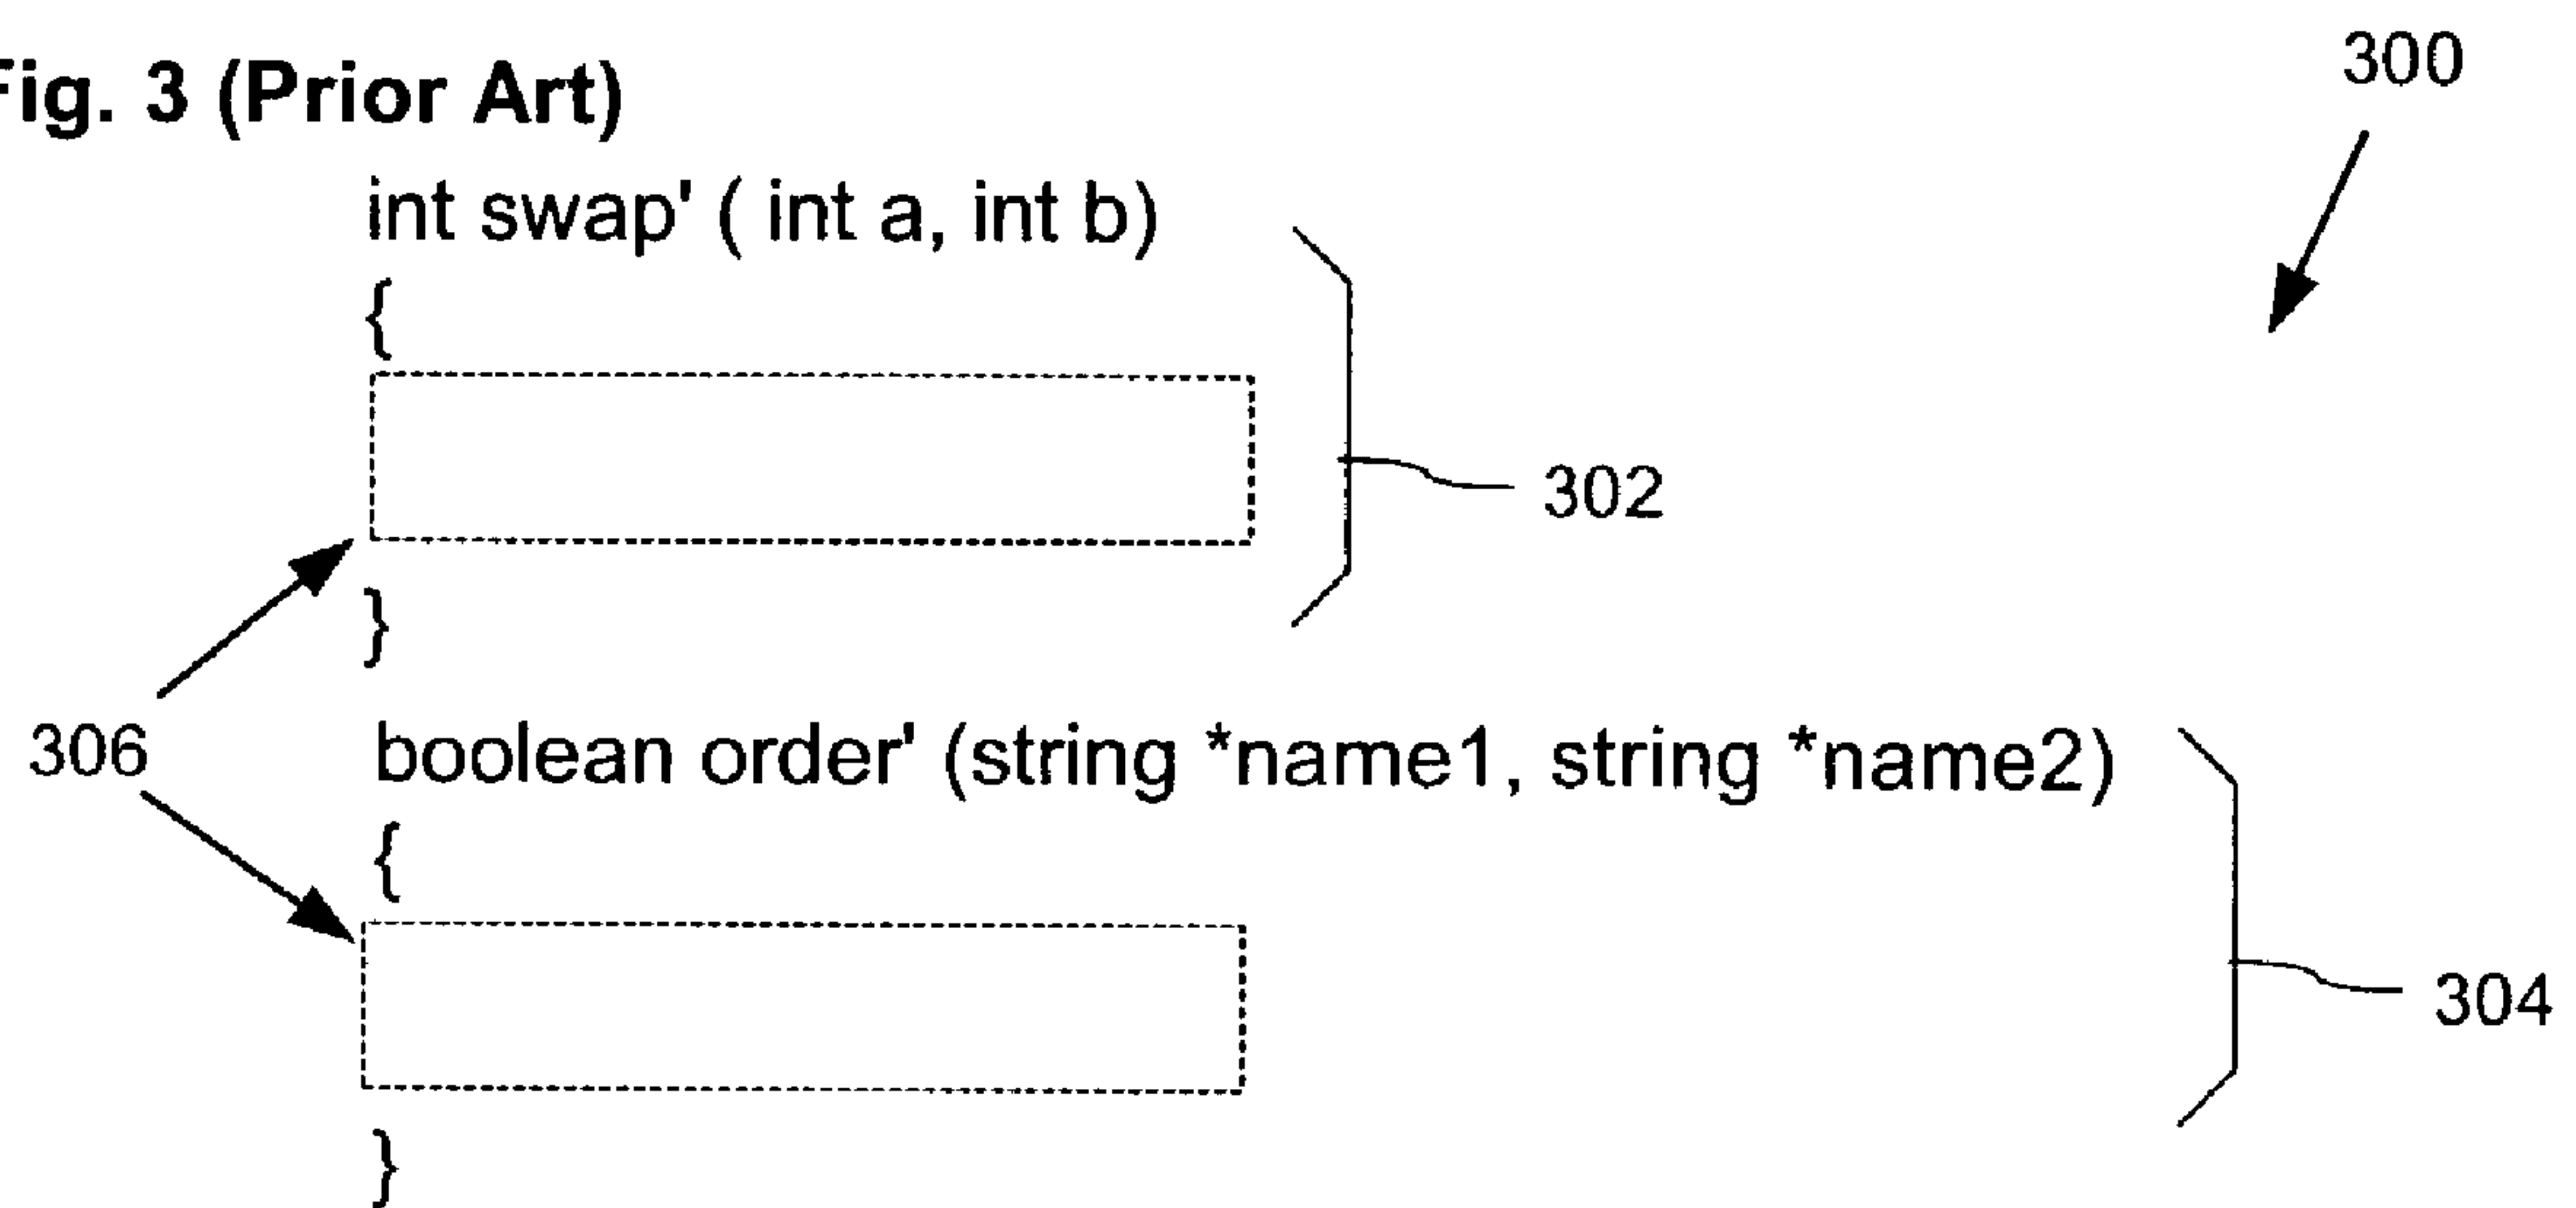 Fig. 3 (Prior Art)
300
int swap' ( int a, int b)
{
302
}
306
boolean order' (string *name1, string *name2)
{
304
}